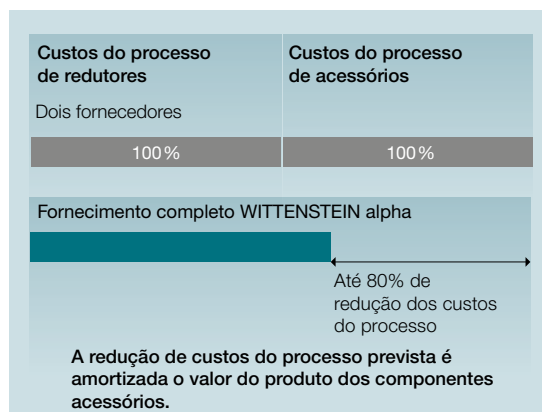 Custos do processo
de redutores
Custos do processo
de acessórios
Dois fornecedores
100 %
100 %
Fornecimento completo WITTENSTEIN alpha
Até 80% de
redução dos custos
do processo
A redução de custos do processo prevista é
amortizada o valor do produto dos componentes
acessórios.